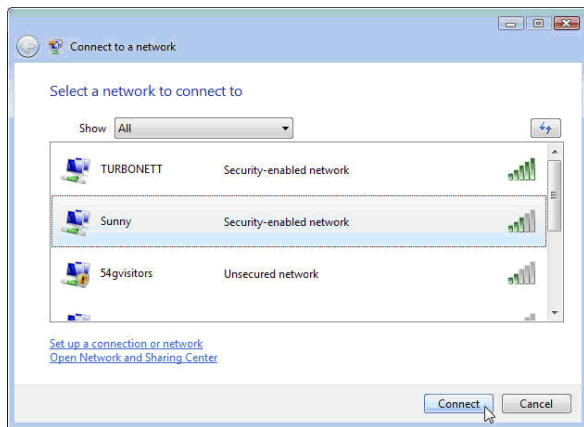 Connect to a network
Select a network to connect to
Show All
TURBONETT Security-enabled network
Sunny Security-enabled network
54gvisitors Unsecured network
Set up a connection or network
Open Network and Sharing Center
Connect Cancel